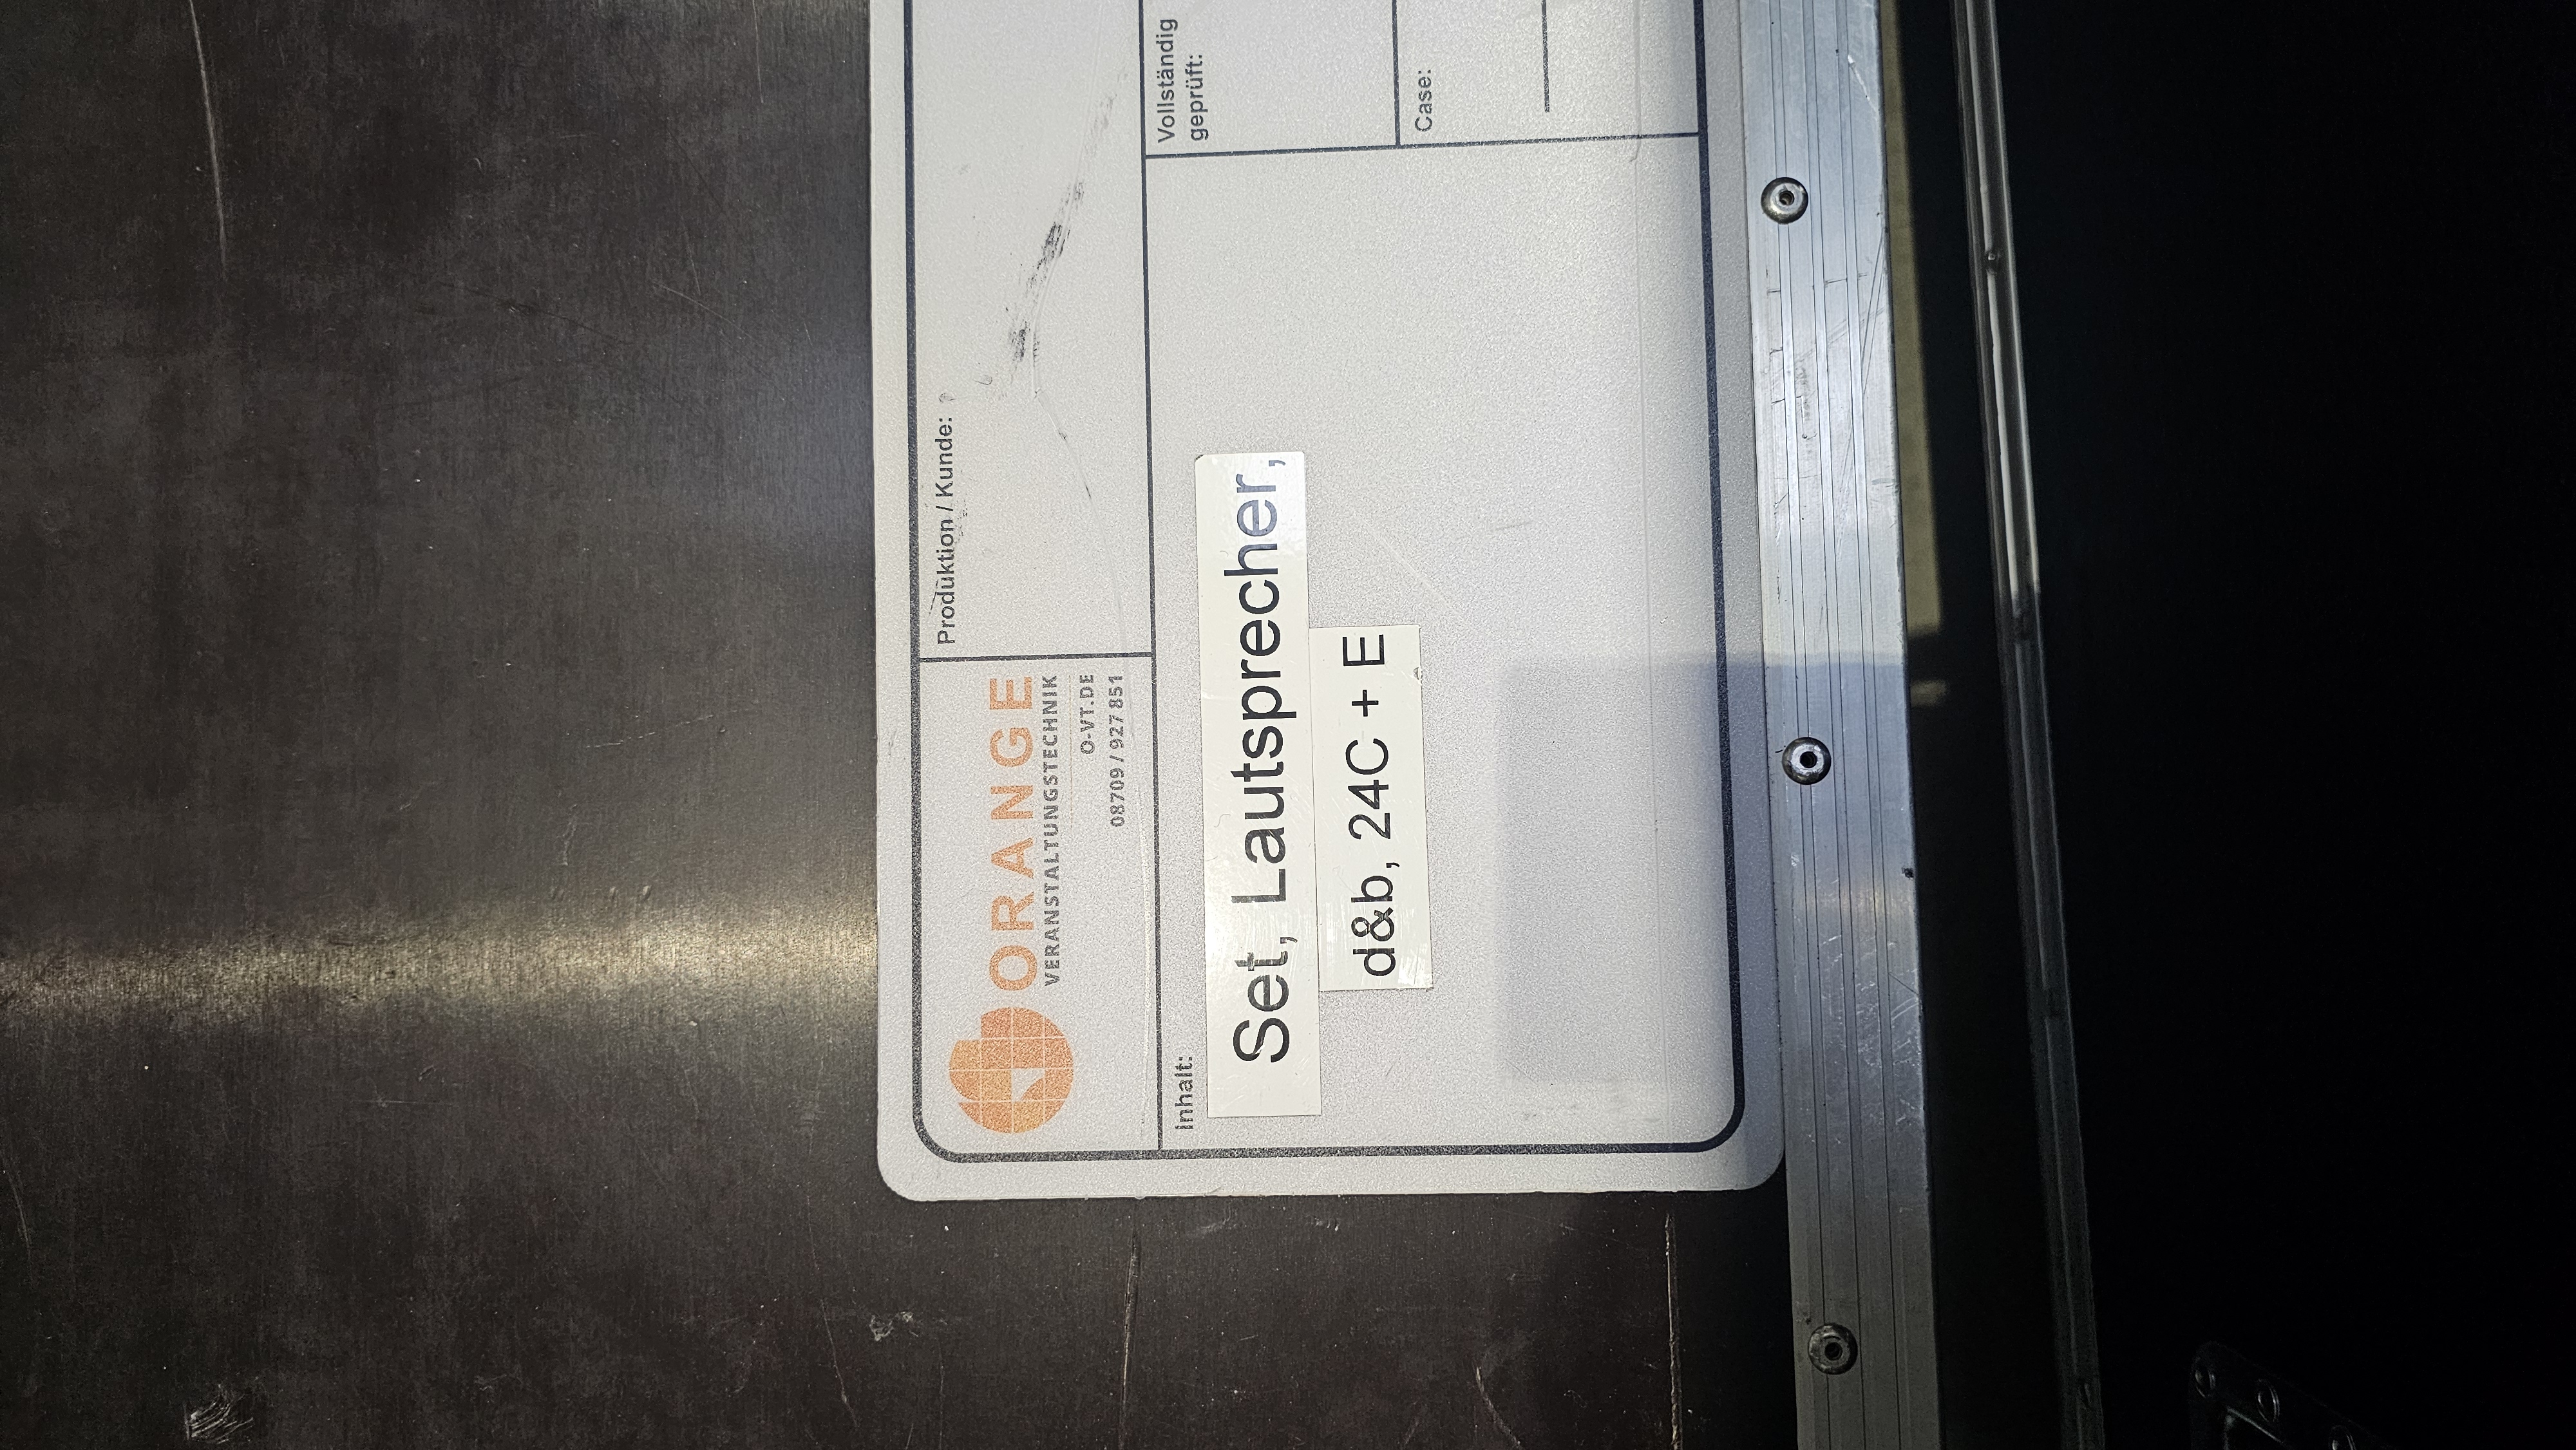 ORANGE
VERANSTALTUNGSTECHNIK
O-VT.DE
08709 / 927 851
Produktion / Kunde:
Inhalt:
Set, Lautsprecher,
d&b, 24C + E
Vollständig
geprüft:
Case: